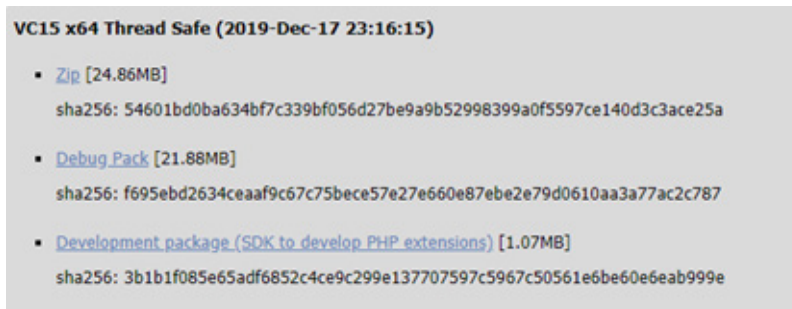 VC15 x64 Thread Safe (2019-Dec-17 23:16:15)
Zip [24.86MB]
sha256: 54601bd0ba634bf7c339bf056d27be9a9b52998399a0f5597ce140d3c3ace25a
Debug Pack [21.88MB]
sha256: f695ebd2634ceaaf9c67c75bece57e27e660e87ebe2e79d0610aa3a77ac2c787
Development package (SDK to develop PHP extensions) [1.07MB]
sha256: 3b1b1f085e65adf6852c4ce9c299e137707597c5967c50561e6be60e6eab999e